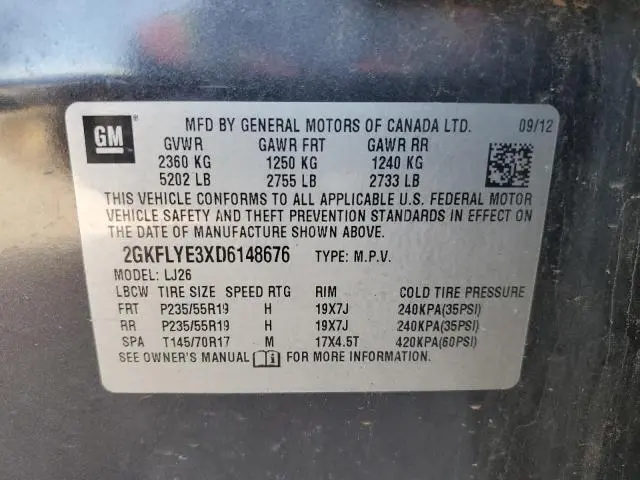 GM
MFD BY GENERAL MOTORS OF CANADA LTD. 09/12
GVWR GAWR FRT GAWR RR
2360 KG 1250 KG 1240 KG
5202 LB 2755 LB 2733 LB
THIS VEHICLE CONFORMS TO ALL APPLICABLE U.S. FEDERAL MOTOR
VEHICLE SAFETY AND THEFT PREVENTION STANDARDS IN EFFECT ON
THE DATE OF MANUFACTURE SHOWN ABOVE.
2GKFLYE3XD6148676 TYPE: M.P.V.
MODEL: LJ26
LBCW TIRE SIZE SPEED RTG RIM COLD TIRE PRESSURE
FRT P235/55R19 H 19X7J 240KPA(35PSI)
RR P235/55R19 H 19X7J 240KPA(35PSI)
SPA T145/70R17 M 17X4.5T 420KPA(60PSI)
SEE OWNER'S MANUAL FOR ADDITIONAL INFORMATION